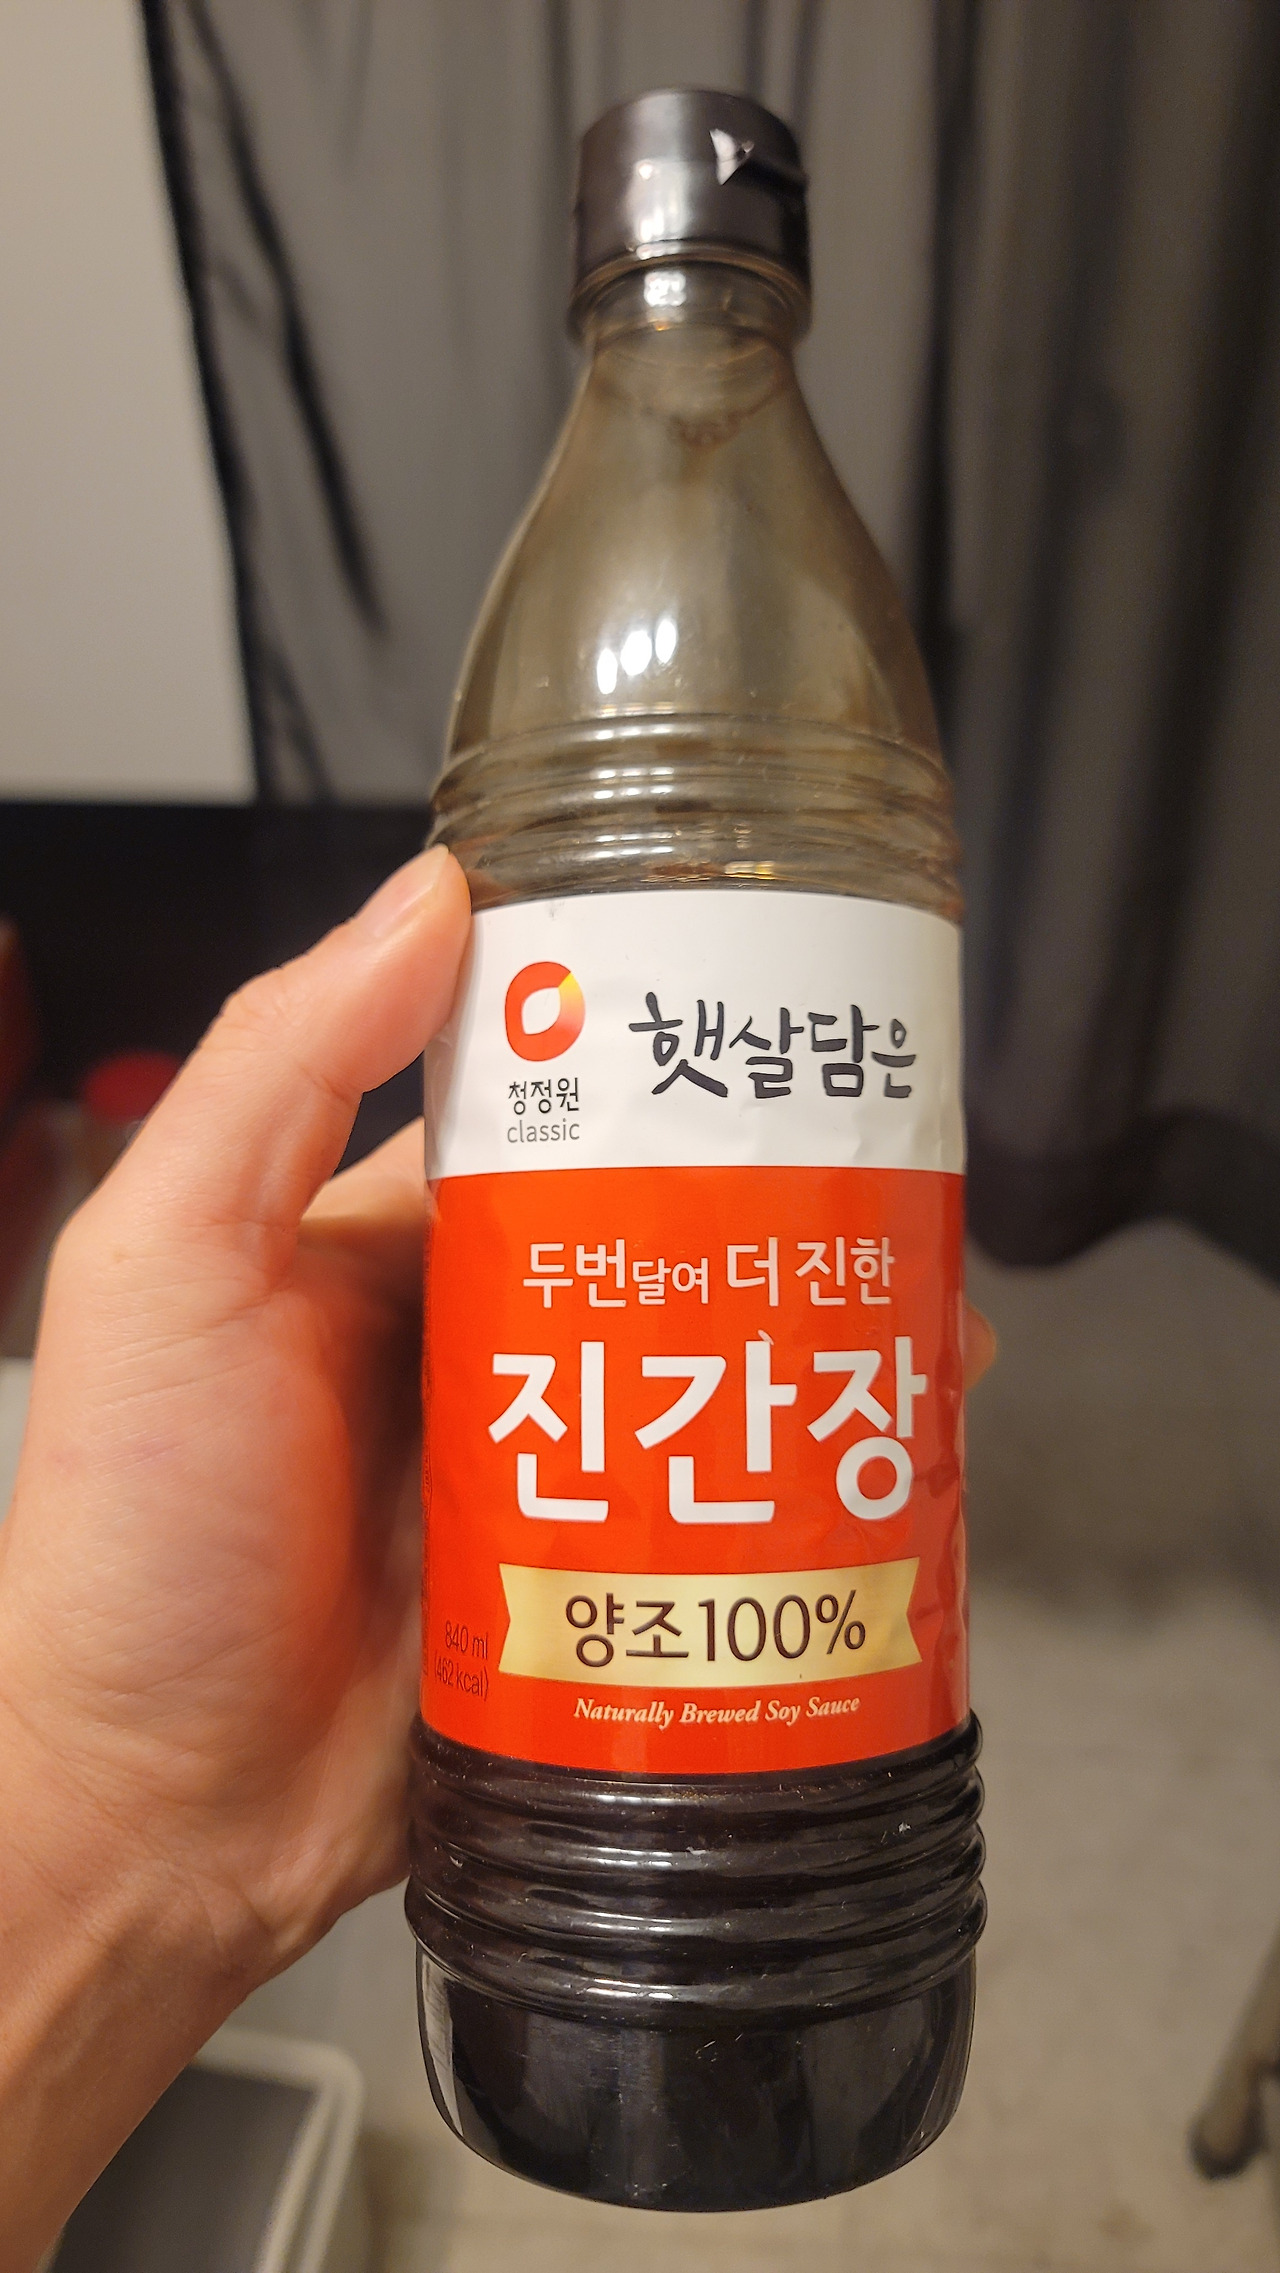 청정원
classic
햇살담은
두번달여 더 진한
진간장
양조100%
840 ml
(462 kcal)
Naturally Brewed Soy Sauce